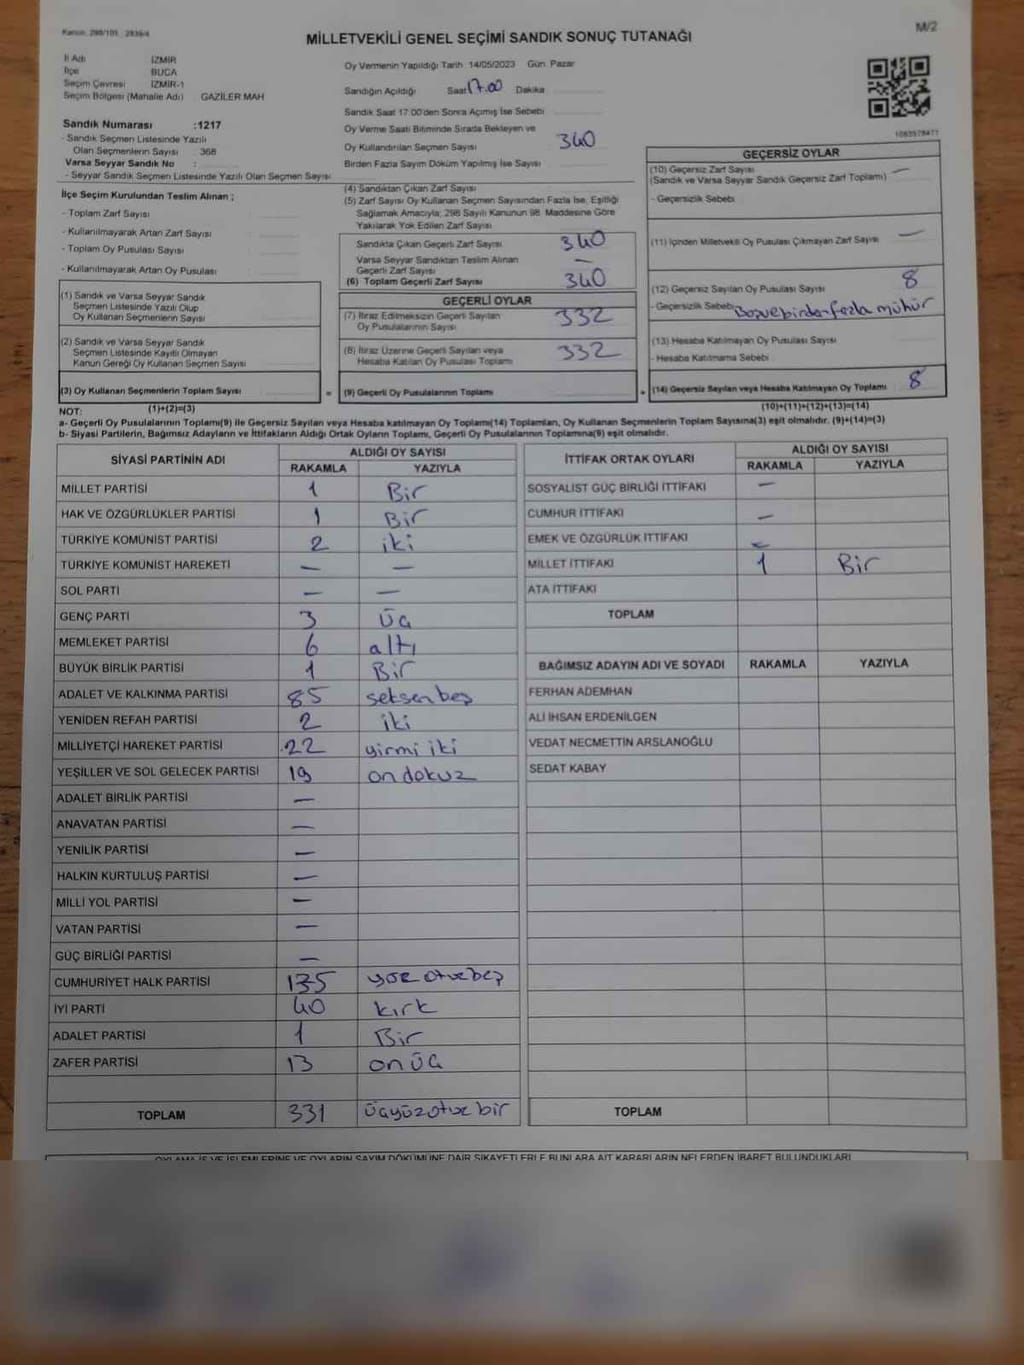 Kanun, 298/105 2839/4
M/2
MİLLETVEKİLİ GENEL SEÇİMİ SANDIK SONUÇ TUTANAĞI
İl Adı İZMİR
İlçe BUCA
Seçim Çevresi İZMİR-1
Seçim Bölgesi (Mahalle Adı) GAZİLER MAH
Sandık Numarası :1217
- Sandık Seçmen Listesinde Yazılı
Olan Seçmenlerin Sayısı : 368
Varsa Seyyar Sandık No :
- Seyyar Sandık Seçmen Listesinde Yazılı Olan Seçmen Sayısı
Oy Vermenin Yapıldığı Tarih 14/05/2023 Gün Pazar
Sandığın Açıldığı Saat 17.00 Dakika
Sandık Saat 17:00'den Sonra Açılmış İse Sebebi
Oy Verme Saati Bitiminde Sırada Bekleyen ve
Oy Kullandırılan Seçmen Sayısı 340
Birden Fazla Sayım Döküm Yapılmış İse Sayısı
1083578477
İlçe Seçim Kurulundan Teslim Alınan ;
- Toplam Zarf Sayısı
- Kullanılmayarak Artan Zarf Sayısı
- Toplam Oy Pusulası Sayısı
- Kullanılmayarak Artan Oy Pusulası
(1) Sandık ve Varsa Seyyar Sandık
Seçmen Listesinde Yazılı Olup
Oy Kullanan Seçmenlerin Sayısı
(2) Sandık ve Varsa Seyyar Sandık
Seçmen Listesinde Kayıtlı Olmayan
Kanun Gereği Oy Kullanan Seçmen Sayısı
(3) Oy Kullanan Seçmenlerin Toplam Sayısı
(1)+(2)=(3)
(4) Sandıktan Çıkan Zarf Sayısı
(5) Zarf Sayısı Oy Kullanan Seçmen Sayısından Fazla İse, Eşitliği
Sağlamak Amacıyla; 298 Sayılı Kanunun 98. Maddesine Göre
Yakılarak Yok Edilen Zarf Sayısı
Sandıkta Çıkan Geçerli Zarf Sayısı 340
Varsa Seyyar Sandıktan Teslim Alınan
Geçerli Zarf Sayısı —
(6) Toplam Geçerli Zarf Sayısı 340
GEÇERLİ OYLAR
(7) İtiraz Edilmeksizin Geçerli Sayılan
Oy Pusulalarının Sayısı 332
(8) İtiraz Üzerine Geçerli Sayılan veya
Hesaba Katılan Oy Pusulası Toplamı 332
= (9) Geçerli Oy Pusulalarının Toplamı
GEÇERSİZ OYLAR
(10) Geçersiz Zarf Sayısı —
(Sandık ve Varsa Seyyar Sandık Geçersiz Zarf Toplamı)
- Geçersizlik Sebebi
(11) İçinden Milletvekili Oy Pusulası Çıkmayan Zarf Sayısı —
(12) Geçersiz Sayılan Oy Pusulası Sayısı 8
- Geçersizlik Sebebi Boş ve birden fazla mühür
(13) Hesaba Katılmayan Oy Pusulası Sayısı
- Hesaba Katılmama Sebebi
+ (14) Geçersiz Sayılan veya Hesaba Katılmayan Oy Toplamı 8
(10)+(11)+(12)+(13)=(14)
NOT:
a- Geçerli Oy Pusulalarının Toplamı(9) ile Geçersiz Sayılan veya Hesaba Katılmayan Oy Toplamı(14) Toplamları, Oy Kullanan Seçmenlerin Toplam Sayısına(3) eşit olmalıdır. (9)+(14)=(3)
b- Siyasi Partilerin, Bağımsız Adayların ve İttifakların Aldığı Ortak Oyların Toplamı, Geçerli Oy Pusulalarının Toplamına(9) eşit olmalıdır.
SİYASİ PARTİNİN ADI ALDIĞI OY SAYISI
RAKAMLA YAZIYLA
MİLLET PARTİSİ 1 Bir
HAK VE ÖZGÜRLÜKLER PARTİSİ 1 Bir
TÜRKİYE KOMÜNİST PARTİSİ 2 iki
TÜRKİYE KOMÜNİST HAREKETİ — —
SOL PARTİ — —
GENÇ PARTİ 3 Üç
MEMLEKET PARTİSİ 6 altı
BÜYÜK BİRLİK PARTİSİ 1 Bir
ADALET VE KALKINMA PARTİSİ 85 seksen beş
YENİDEN REFAH PARTİSİ 2 iki
MİLLİYETÇİ HAREKET PARTİSİ 22 yirmi iki
YEŞİLLER VE SOL GELECEK PARTİSİ 19 on dokuz
ADALET BİRLİK PARTİSİ —
ANAVATAN PARTİSİ —
YENİLİK PARTİSİ —
HALKIN KURTULUŞ PARTİSİ —
MİLLİ YOL PARTİSİ —
VATAN PARTİSİ —
GÜÇ BİRLİĞİ PARTİSİ —
CUMHURİYET HALK PARTİSİ 135 yüz otuz beş
İYİ PARTİ 40 kırk
ADALET PARTİSİ 1 Bir
ZAFER PARTİSİ 13 on üç
TOPLAM 331 üçyüz otuz bir
İTTİFAK ORTAK OYLARI ALDIĞI OY SAYISI
RAKAMLA YAZIYLA
SOSYALİST GÜÇ BİRLİĞİ İTTİFAKI —
CUMHUR İTTİFAKI —
EMEK VE ÖZGÜRLÜK İTTİFAKI —
MİLLET İTTİFAKI 1 Bir
ATA İTTİFAKI
TOPLAM
BAĞIMSIZ ADAYIN ADI VE SOYADI RAKAMLA YAZIYLA
FERHAN ADEMHAN
ALİ İHSAN ERDENİLGEN
VEDAT NECMETTİN ARSLANOĞLU
SEDAT KABAY
TOPLAM
OYLAMA İŞ VE İŞLEMLERİNE VE OYLARIN SAYIM DÖKÜMÜNE DAİR ŞİKAYETLERLE BUNLARA AİT KARARLARIN NELERDEN İBARET BULUNDUKLARI